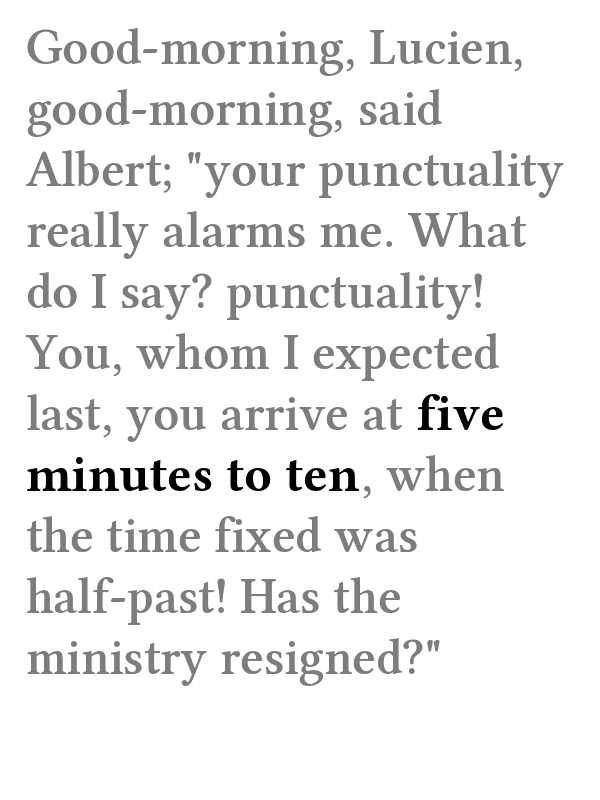 Good-morning, Lucien,
good-morning, said
Albert; "your punctuality
really alarms me. What
do I say? punctuality!
You, whom I expected
last, you arrive at five
minutes to ten, when
the time fixed was
half-past! Has the
ministry resigned?"